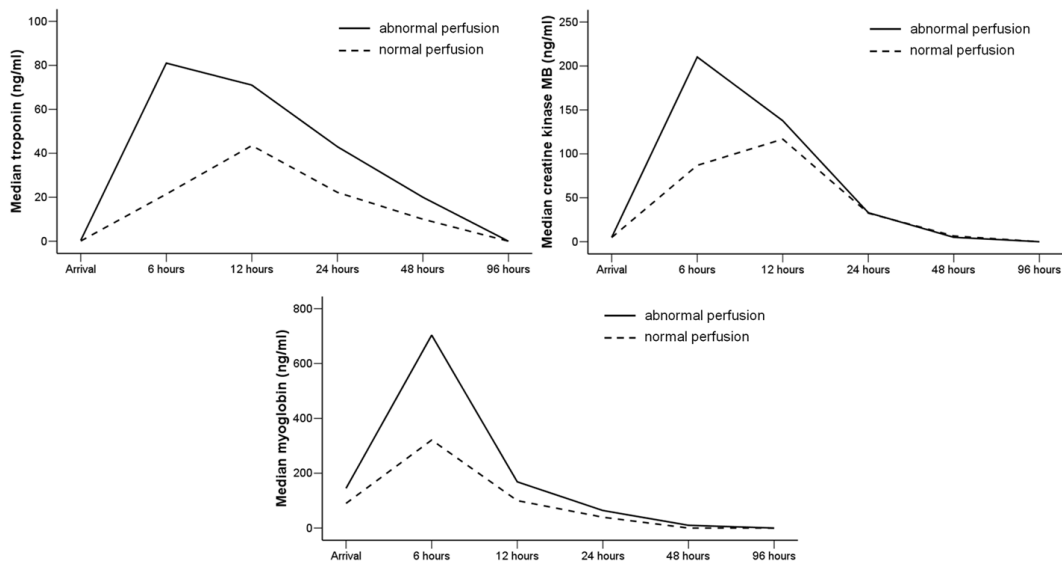 100
80
60
40
20
0
Median troponin (ng/ml)
abnormal perfusion
normal perfusion
Arrival 6 hours 12 hours 24 hours 48 hours 96 hours
250
200
150
100
50
0
Median creatine kinase MB (ng/ml)
abnormal perfusion
normal perfusion
Arrival 6 hours 12 hours 24 hours 48 hours 96 hours
800
600
400
200
0
Median myoglobin (ng/ml)
abnormal perfusion
normal perfusion
Arrival 6 hours 12 hours 24 hours 48 hours 96 hours